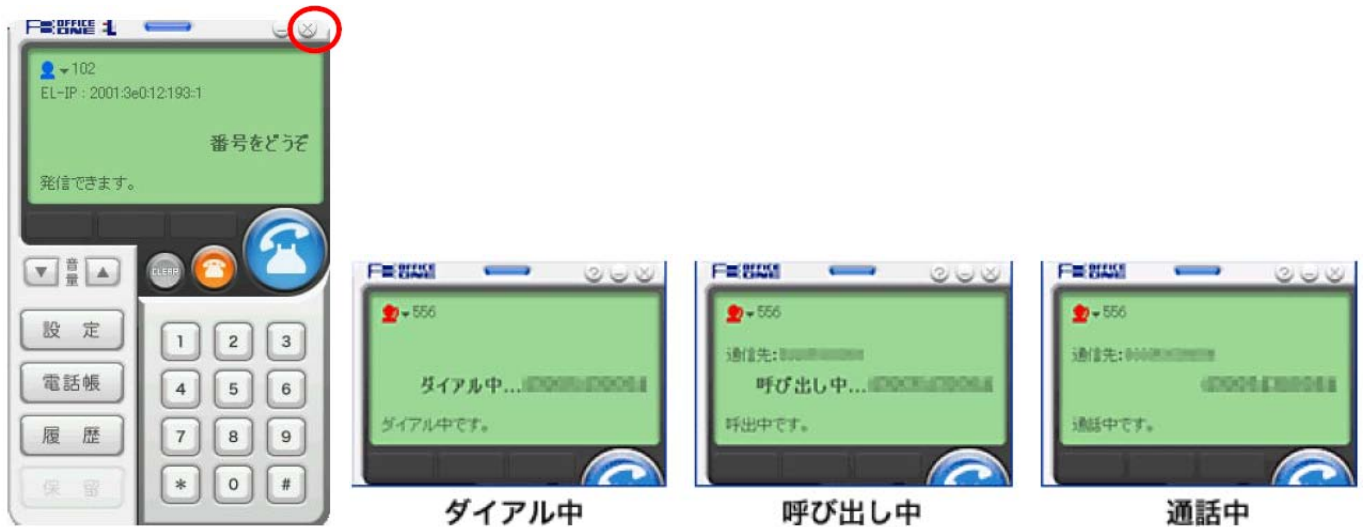 OFFICE ONE
102
EL-IP : 2001:3e0:12:193::1
番号をどうぞ
発信できます。
音量
CLEAR
設 定
電話帳
履 歴
保 留
1 2 3
4 5 6
7 8 9
* 0 #
OFFICE ONE
556
ダイアル中...
ダイアル中です。
ダイアル中
OFFICE ONE
556
通信先:
呼び出し中...
呼出中です。
呼び出し中
OFFICE ONE
556
通信先:
通話中です。
通話中